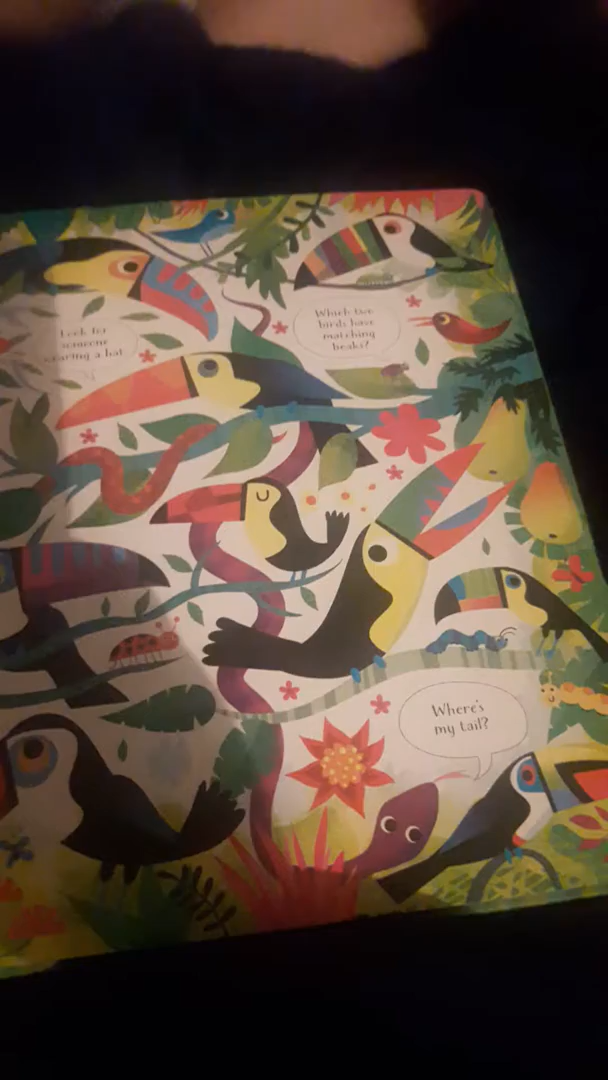 Look for
someone
wearing a hat.
Which two
birds have
matching
beaks?
Where's
my tail?